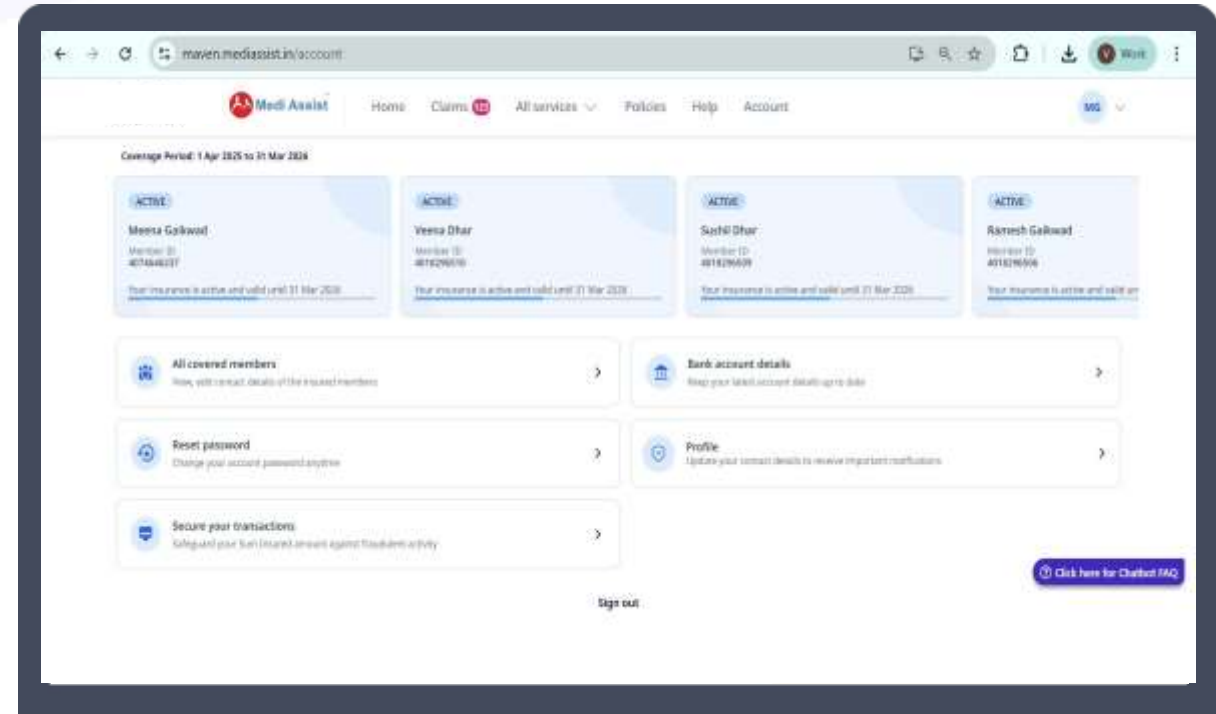 maven.mediassist.in/account
Work
Medi Assist
Home Claims All services Policies Help Account
MG
Coverage Period: 1 Apr 2025 to 31 Mar 2026
ACTIVE
Meena Gaikwad
Member ID
Your insurance is active and valid until 31 Mar 2026
ACTIVE
Veena Dhar
Member ID
Your insurance is active and valid until 31 Mar 2026
ACTIVE
Sushil Dhar
Member ID
Your insurance is active and valid until 31 Mar 2026
ACTIVE
Ramesh Gaikwad
Member ID
Your insurance is active and valid
All covered members
View, edit contact details of the insured members
Bank account details
Keep your latest account details up to date
Reset password
Change your account password anytime
Profile
Update your contact details to receive important notifications
Secure your transactions
Safeguard your Sum Insured amount against fraudulent activity
Click here for Chatbot FAQ
Sign out